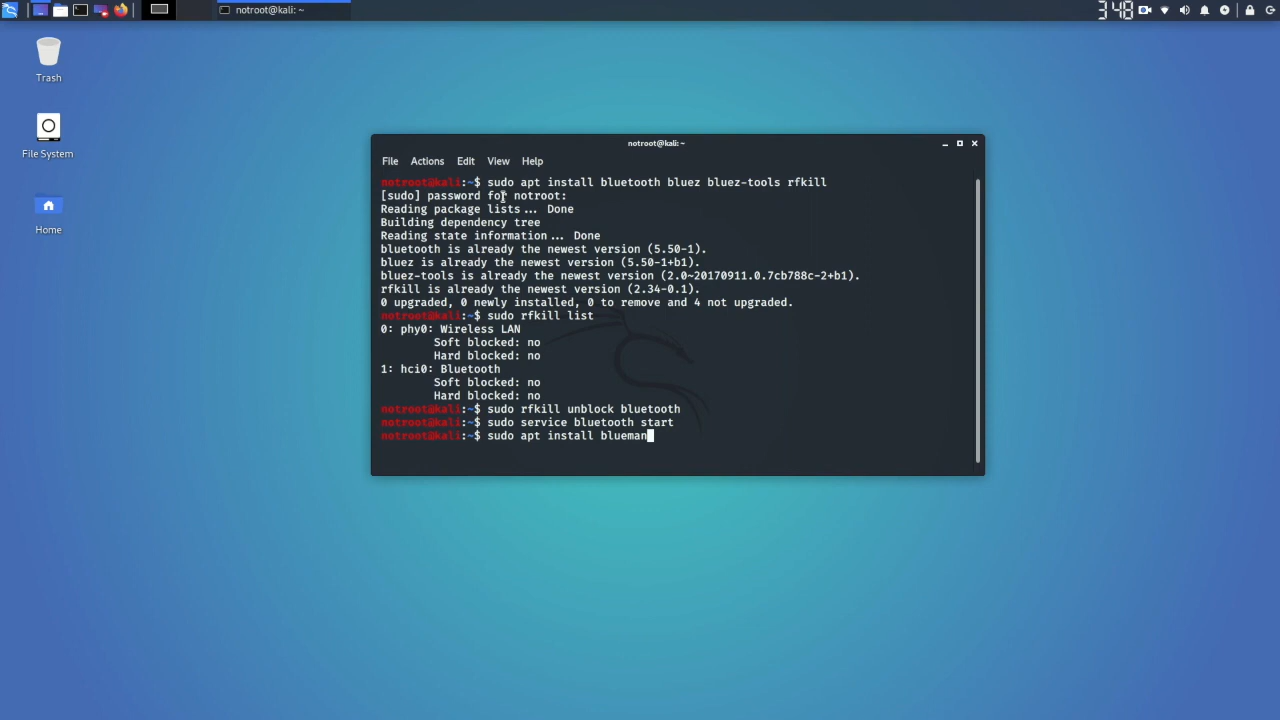 notroot@kali: ~
348
Trash
File System
Home
notroot@kali: ~
File Actions Edit View Help
notroot@kali:~$ sudo apt install bluetooth bluez bluez-tools rfkill
[sudo] password for notroot:
Reading package lists... Done
Building dependency tree
Reading state information... Done
bluetooth is already the newest version (5.50-1).
bluez is already the newest version (5.50-1+b1).
bluez-tools is already the newest version (2.0~20170911.0.7cb788c-2+b1).
rfkill is already the newest version (2.34-0.1).
0 upgraded, 0 newly installed, 0 to remove and 4 not upgraded.
notroot@kali:~$ sudo rfkill list
0: phy0: Wireless LAN
Soft blocked: no
Hard blocked: no
1: hci0: Bluetooth
Soft blocked: no
Hard blocked: no
notroot@kali:~$ sudo rfkill unblock bluetooth
notroot@kali:~$ sudo service bluetooth start
notroot@kali:~$ sudo apt install blueman